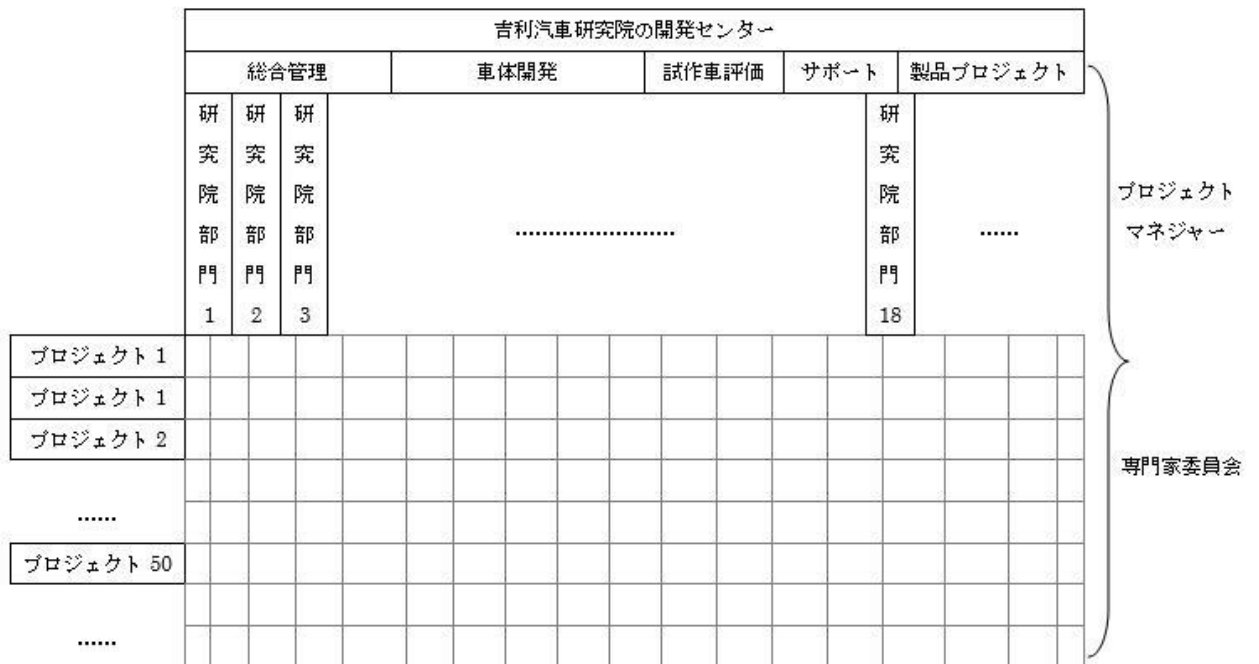 吉利汽車研究院の開発センター
総合管理 車体開発 試作車評価 サポート 製品プロジェクト
研究院部門1 研究院部門2 研究院部門3 ........................ 研究院部門18 ......
プロジェクト
マネジャー
プロジェクト 1
プロジェクト 1
プロジェクト 2
専門家委員会
......
プロジェクト 50
......